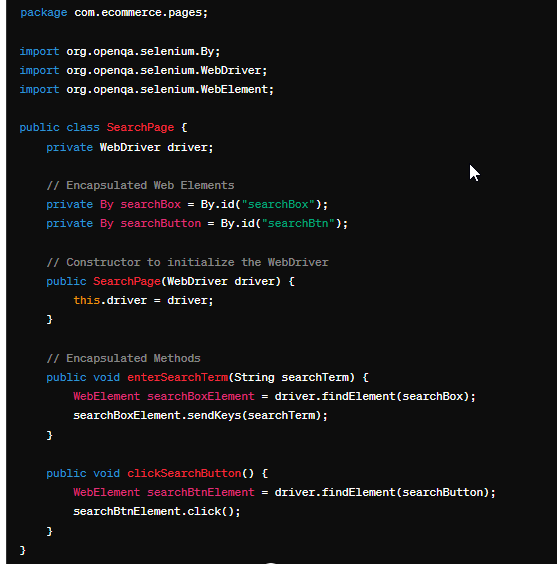 package com.ecommerce.pages;
import org.openqa.selenium.By;
import org.openqa.selenium.WebDriver;
import org.openqa.selenium.WebElement;
public class SearchPage {
    private WebDriver driver;
    // Encapsulated Web Elements
    private By searchBox = By.id("searchBox");
    private By searchButton = By.id("searchBtn");
    // Constructor to initialize the WebDriver
    public SearchPage(WebDriver driver) {
        this.driver = driver;
    }
    // Encapsulated Methods
    public void enterSearchTerm(String searchTerm) {
        WebElement searchBoxElement = driver.findElement(searchBox);
        searchBoxElement.sendKeys(searchTerm);
    }
    public void clickSearchButton() {
        WebElement searchBtnElement = driver.findElement(searchButton);
        searchBtnElement.click();
    }
}